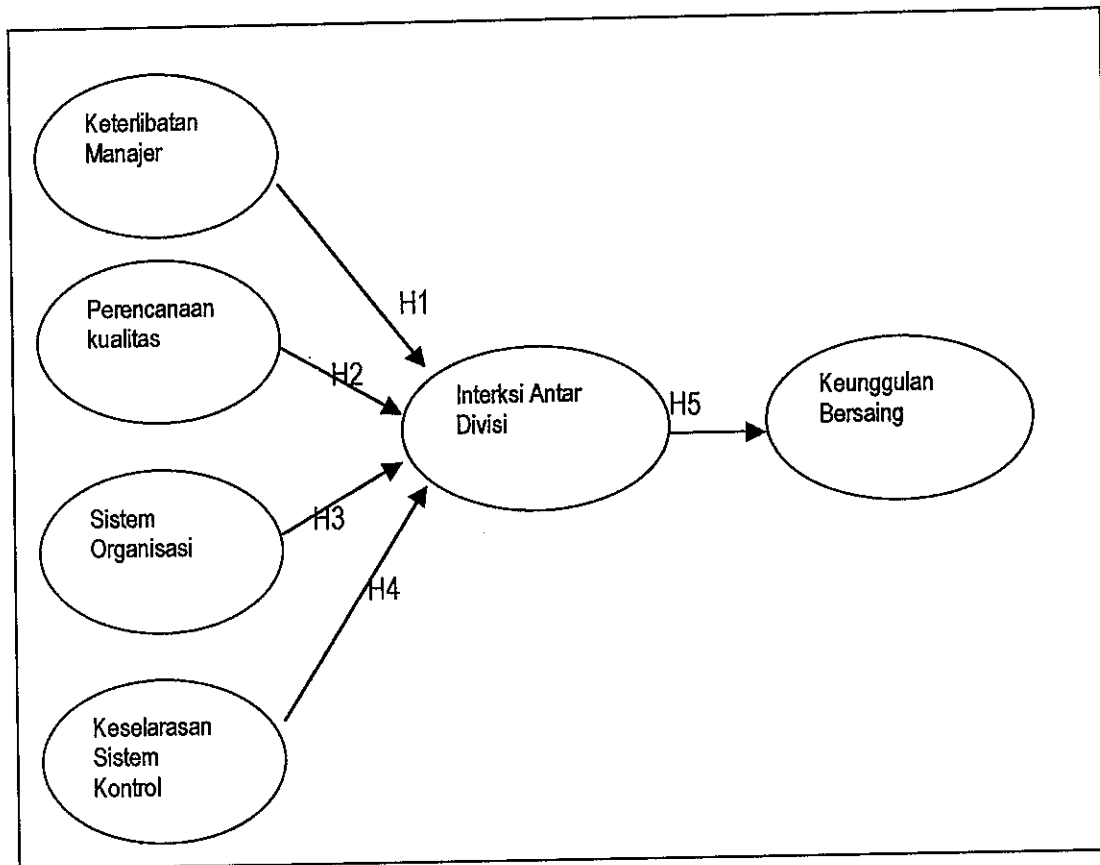 Keterlibatan
Manajer
H1
Perencanaan
kualitas
H2
Interksi Antar
Divisi
H5
Keunggulan
Bersaing
Sistem
Organisasi
H3
H4
Keselarasan
Sistem
Kontrol